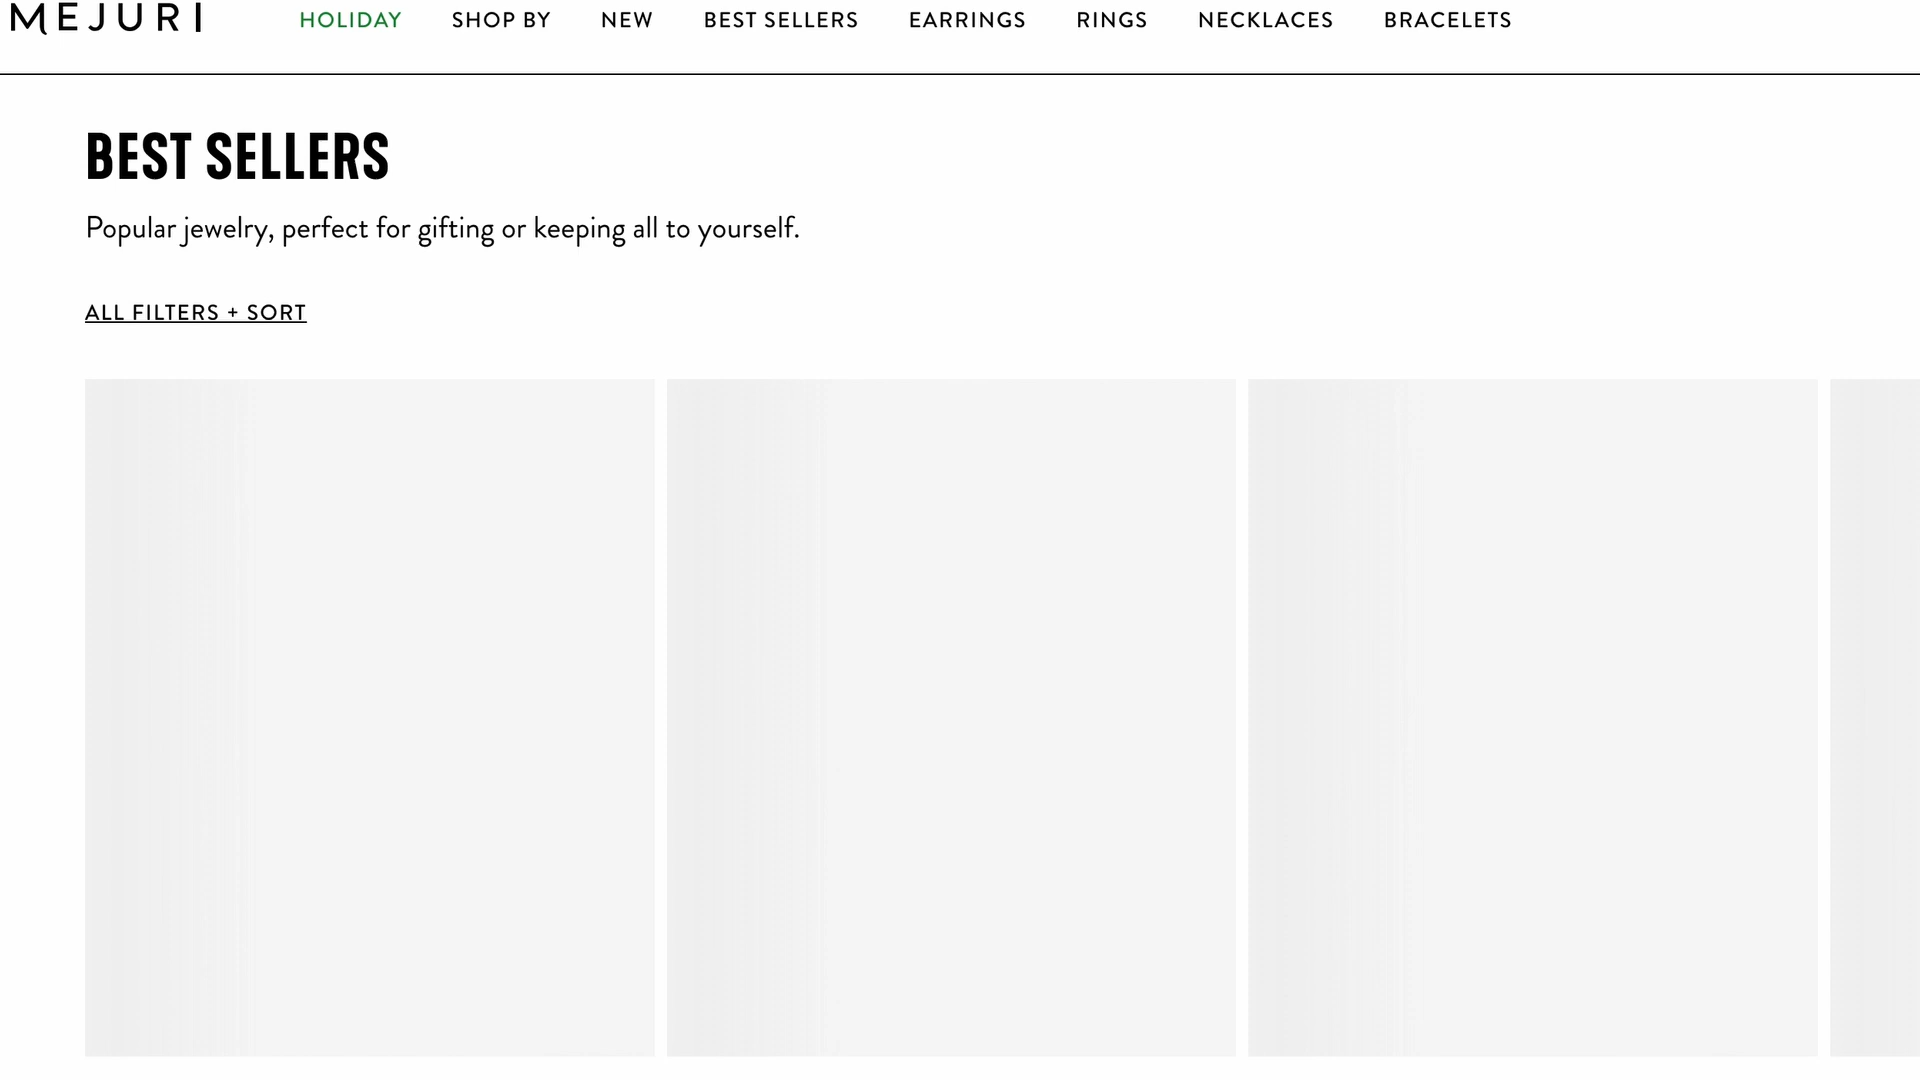 MEJURI HOLIDAY SHOP BY NEW BEST SELLERS EARRINGS RINGS NECKLACES BRACELETS
BEST SELLERS
Popular jewelry, perfect for gifting or keeping all to yourself.
ALL FILTERS + SORT